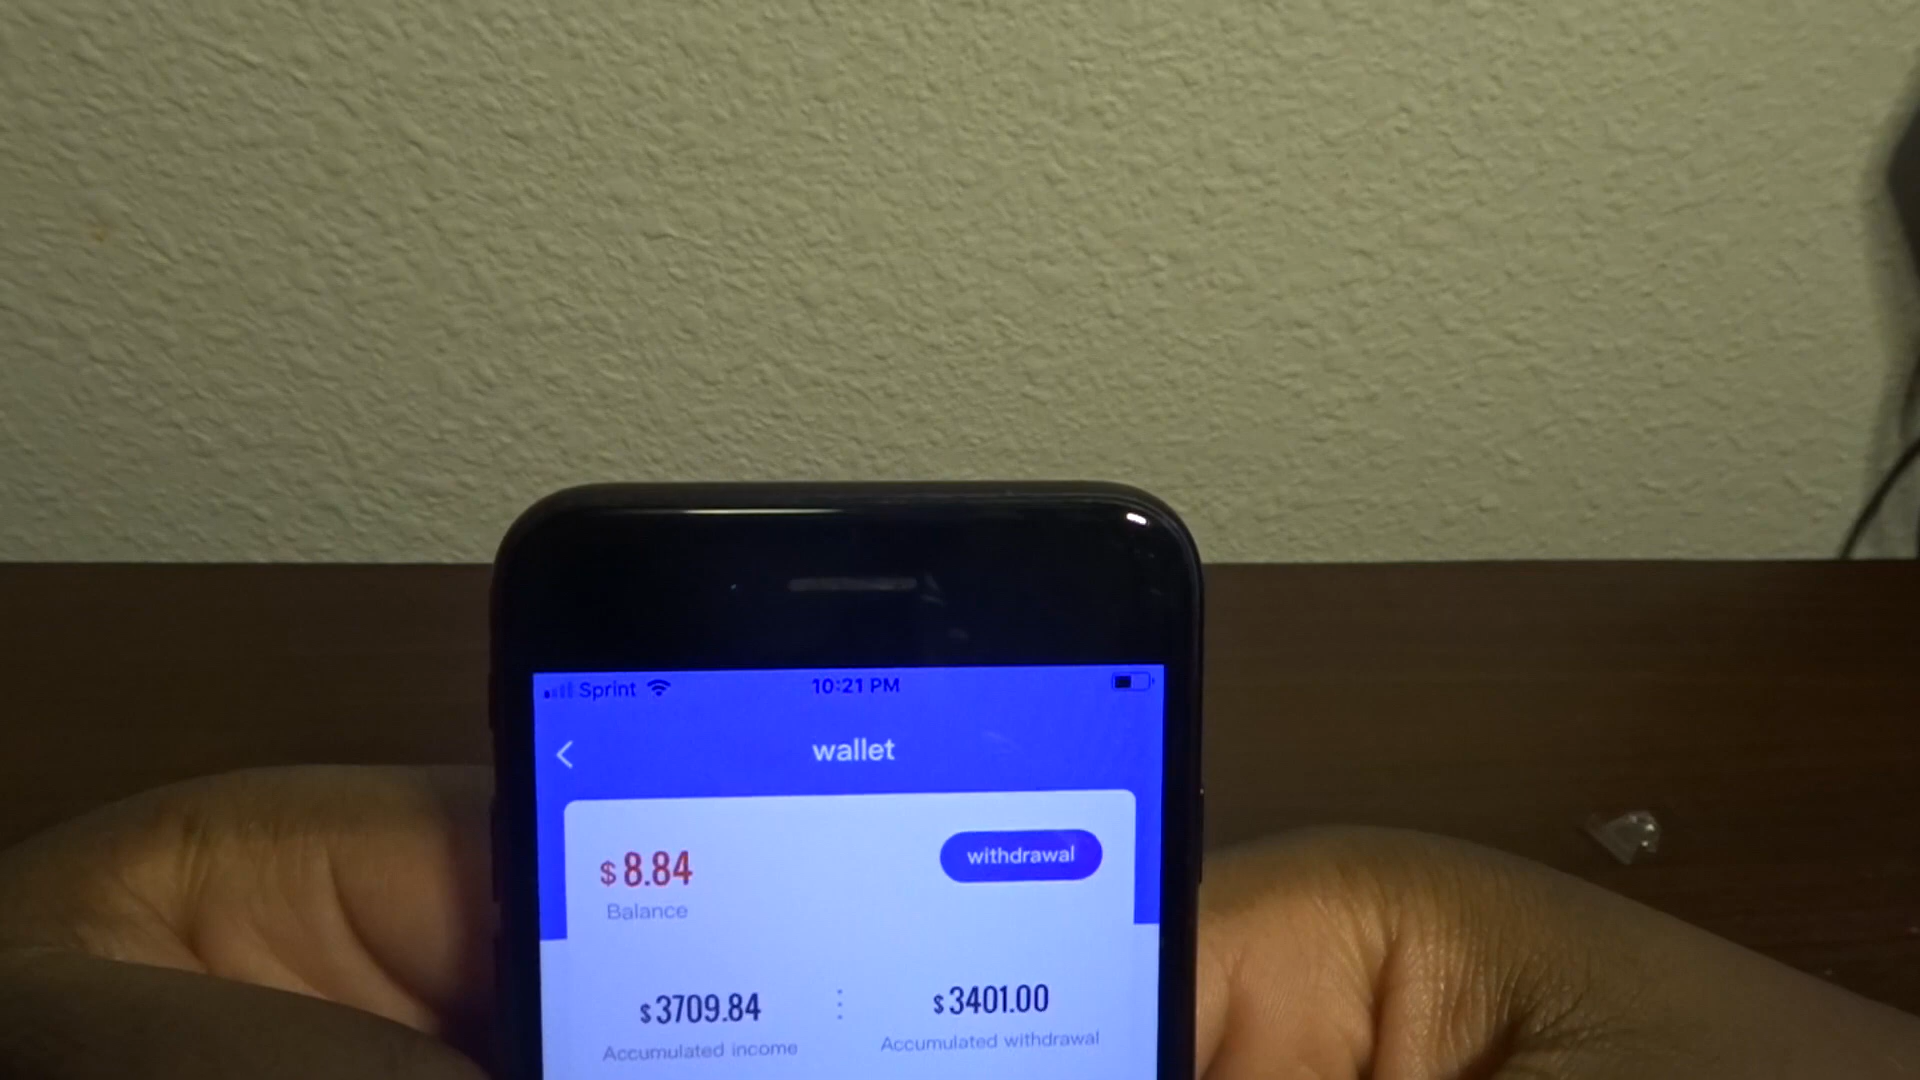 Sprint 10:21 PM
wallet
$8.84
withdrawal
Balance
$3709.84
$3401.00
Accumulated income
Accumulated withdrawal